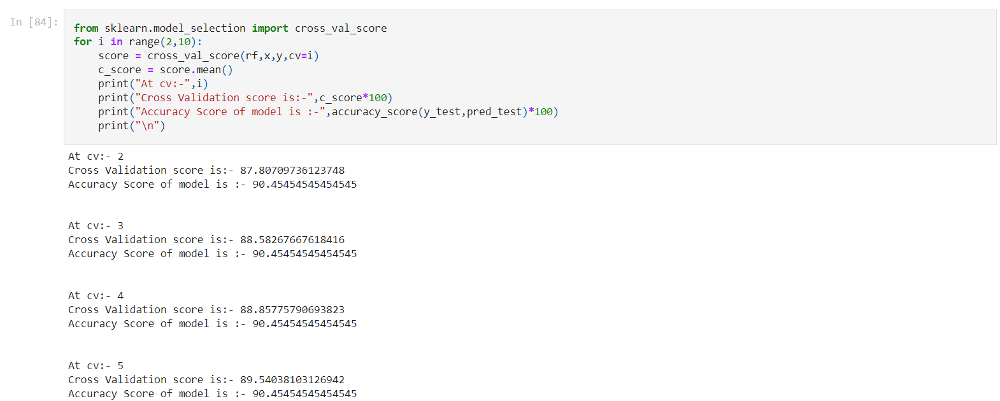 In [84]:
from sklearn.model_selection import cross_val_score
for i in range(2,10):
    score = cross_val_score(rf,x,y,cv=i)
    c_score = score.mean()
    print("At cv:-",i)
    print("Cross Validation score is:-",c_score*100)
    print("Accuracy Score of model is :-",accuracy_score(y_test,pred_test)*100)
    print("\n")
At cv:- 2
Cross Validation score is:- 87.80709736123748
Accuracy Score of model is :- 90.45454545454545
At cv:- 3
Cross Validation score is:- 88.58267667618416
Accuracy Score of model is :- 90.45454545454545
At cv:- 4
Cross Validation score is:- 88.85775790693823
Accuracy Score of model is :- 90.45454545454545
At cv:- 5
Cross Validation score is:- 89.54038103126942
Accuracy Score of model is :- 90.45454545454545